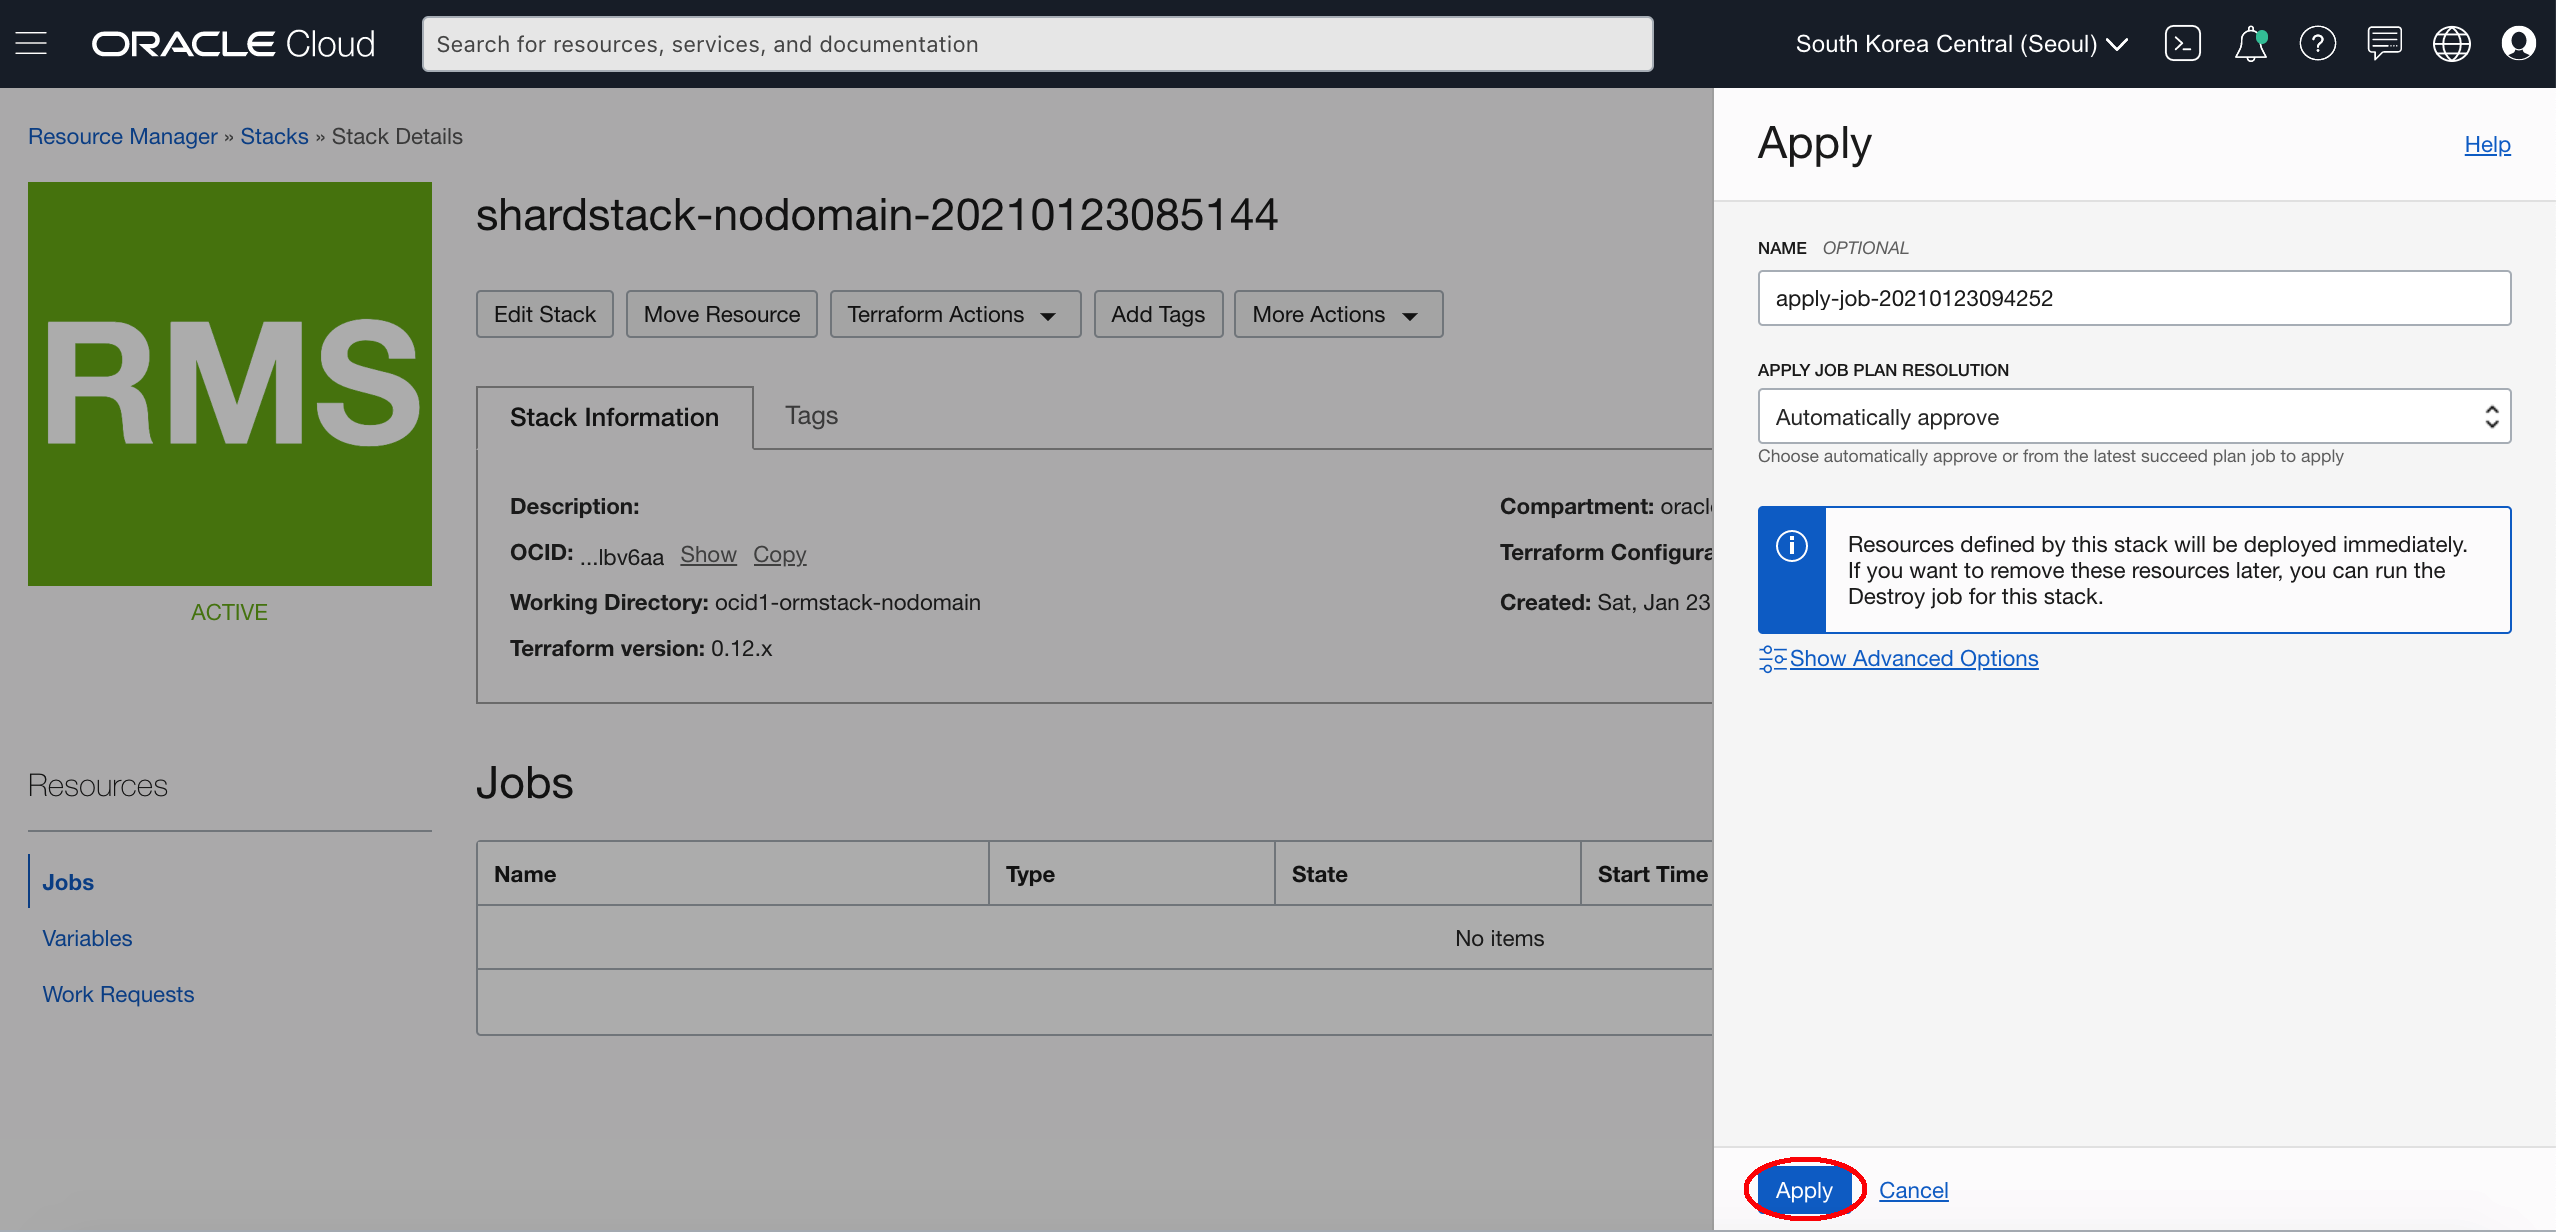 ORACLE Cloud
Search for resources, services, and documentation
South Korea Central (Seoul)
Resource Manager » Stacks » Stack Details
RMS
ACTIVE
shardstack-nodomain-20210123085144
Edit Stack
Move Resource
Terraform Actions
Add Tags
More Actions
Stack Information
Tags
Description:
OCID: ...lbv6aa Show Copy
Working Directory: ocid1-ormstack-nodomain
Terraform version: 0.12.x
Compartment: oracl
Terraform Configura
Created: Sat, Jan 23
Resources
Jobs
Variables
Work Requests
Jobs
Name Type State Start Time
No items
Apply
Help
NAME OPTIONAL
apply-job-20210123094252
APPLY JOB PLAN RESOLUTION
Automatically approve
Choose automatically approve or from the latest succeed plan job to apply
Resources defined by this stack will be deployed immediately.
If you want to remove these resources later, you can run the
Destroy job for this stack.
Show Advanced Options
Apply
Cancel